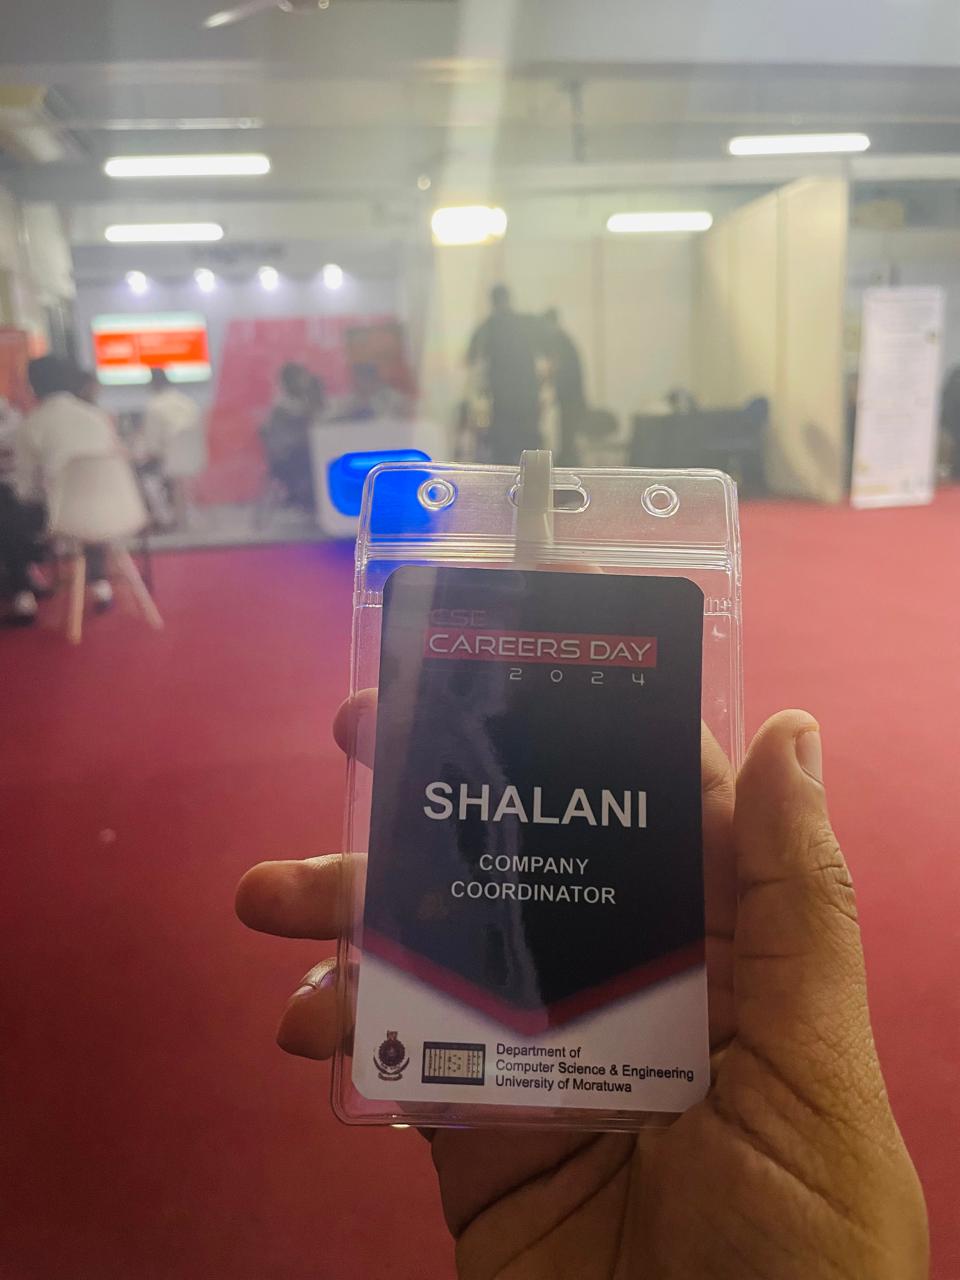 CSE
CAREERS DAY
2024
SHALANI
COMPANY
COORDINATOR
Department of
Computer Science & Engineering
University of Moratuwa